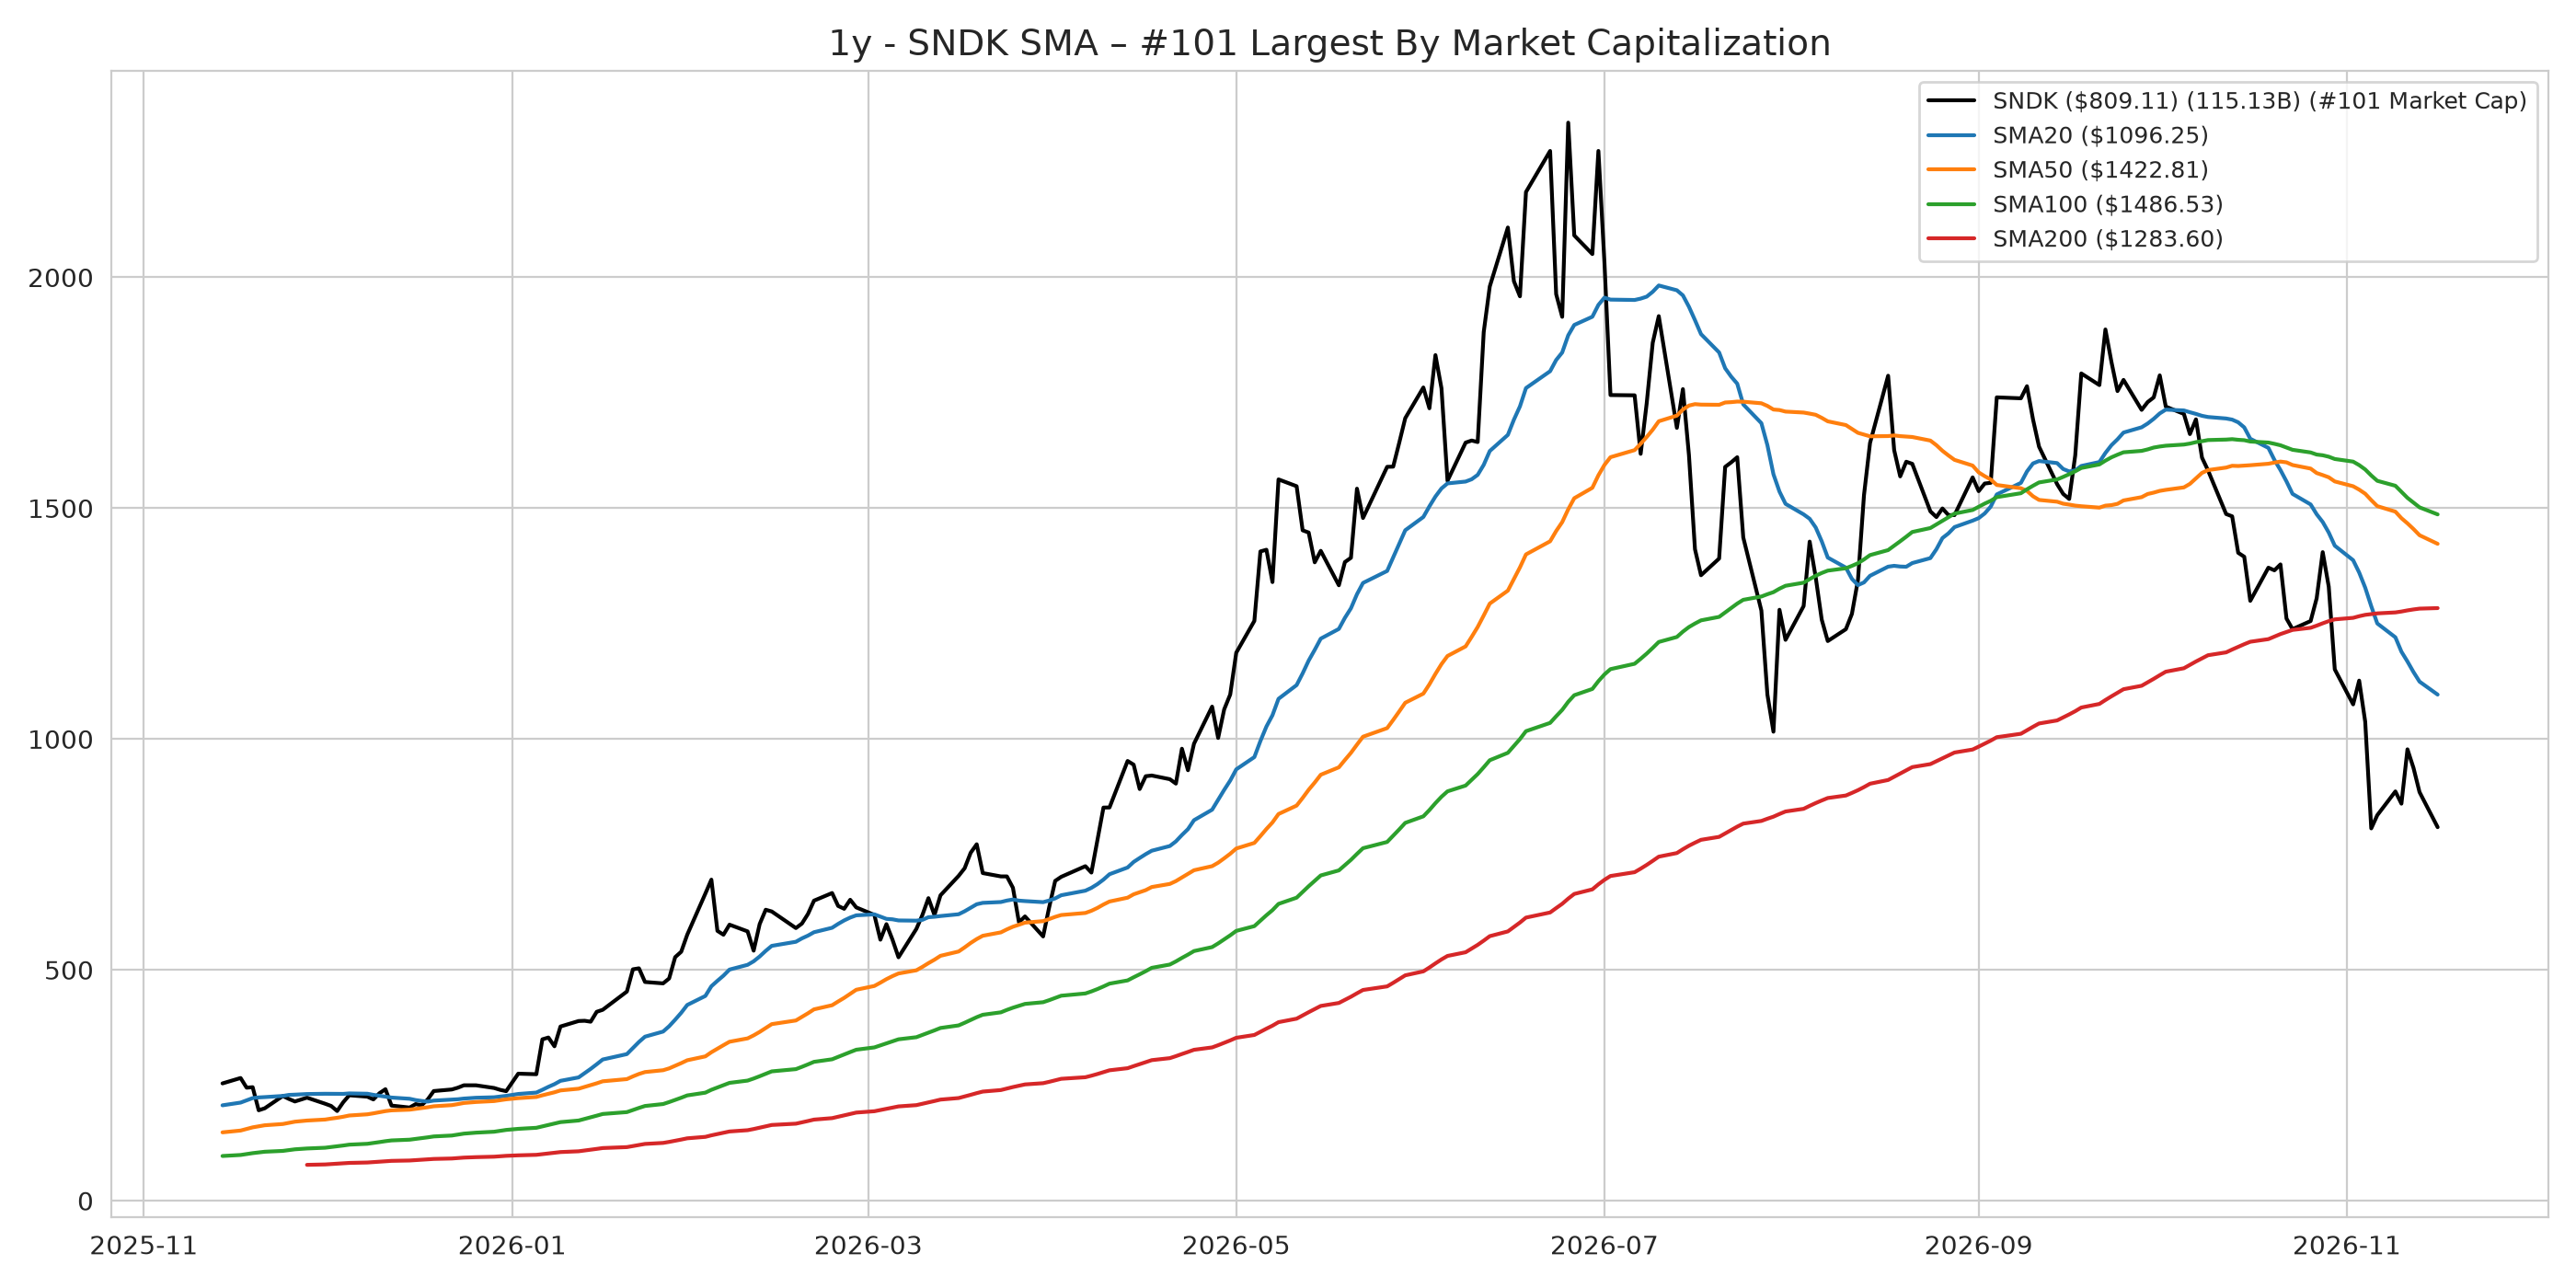 1y - SNDK SMA – #101 Largest By Market Capitalization
SNDK ($809.11) (115.13B) (#101 Market Cap)
SMA20 ($1096.25)
SMA50 ($1422.81)
SMA100 ($1486.53)
SMA200 ($1283.60)
2000
1500
1000
500
0
2025-11
2026-01
2026-03
2026-05
2026-07
2026-09
2026-11